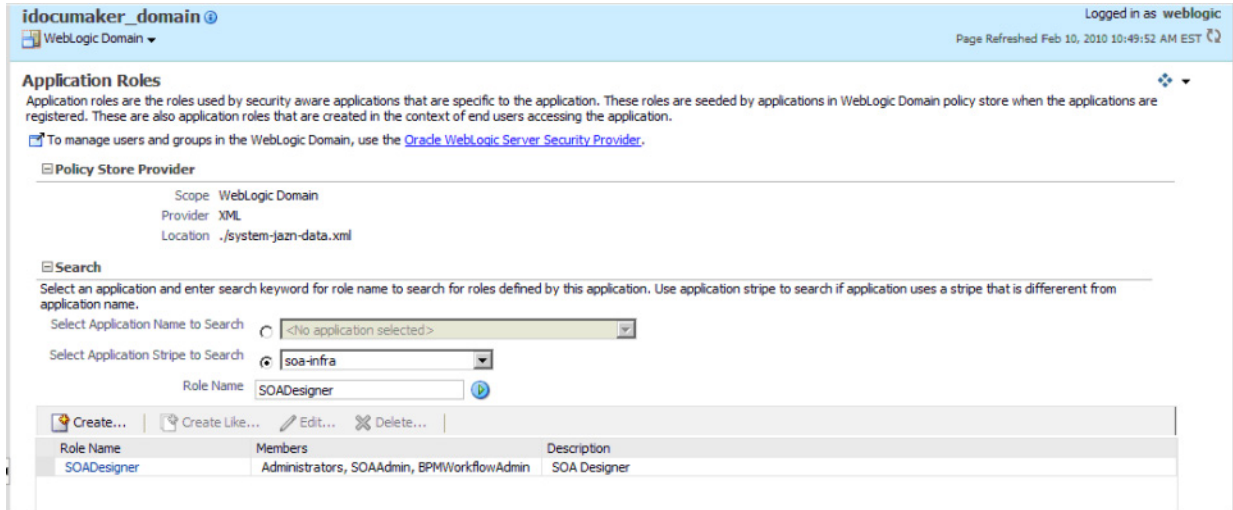 idocumaker_domain
Logged in as weblogic
WebLogic Domain
Page Refreshed Feb 10, 2010 10:49:52 AM EST
Application Roles
Application roles are the roles used by security aware applications that are specific to the application. These roles are seeded by applications in WebLogic Domain policy store when the applications are
registered. These are also application roles that are created in the context of end users accessing the application.
To manage users and groups in the WebLogic Domain, use the Oracle WebLogic Server Security Provider.
Policy Store Provider
Scope WebLogic Domain
Provider XML
Location ./system-jazn-data.xml
Search
Select an application and enter search keyword for role name to search for roles defined by this application. Use application stripe to search if application uses a stripe that is differerent from
application name.
Select Application Name to Search <No application selected>
Select Application Stripe to Search soa-infra
Role Name SOADesigner
Create... Create Like... Edit... Delete...
Role Name Members Description
SOADesigner Administrators, SOAAdmin, BPMWorkflowAdmin SOA Designer